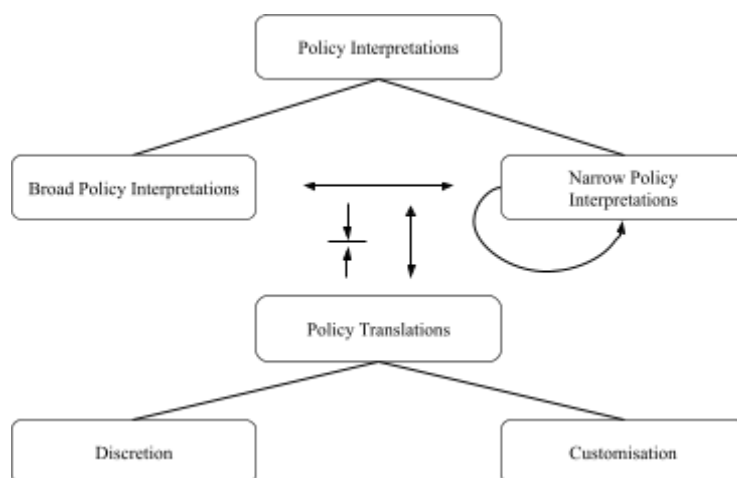 Policy Interpretations
Broad Policy Interpretations
Narrow Policy
Interpretations
Policy Translations
Discretion
Customisation